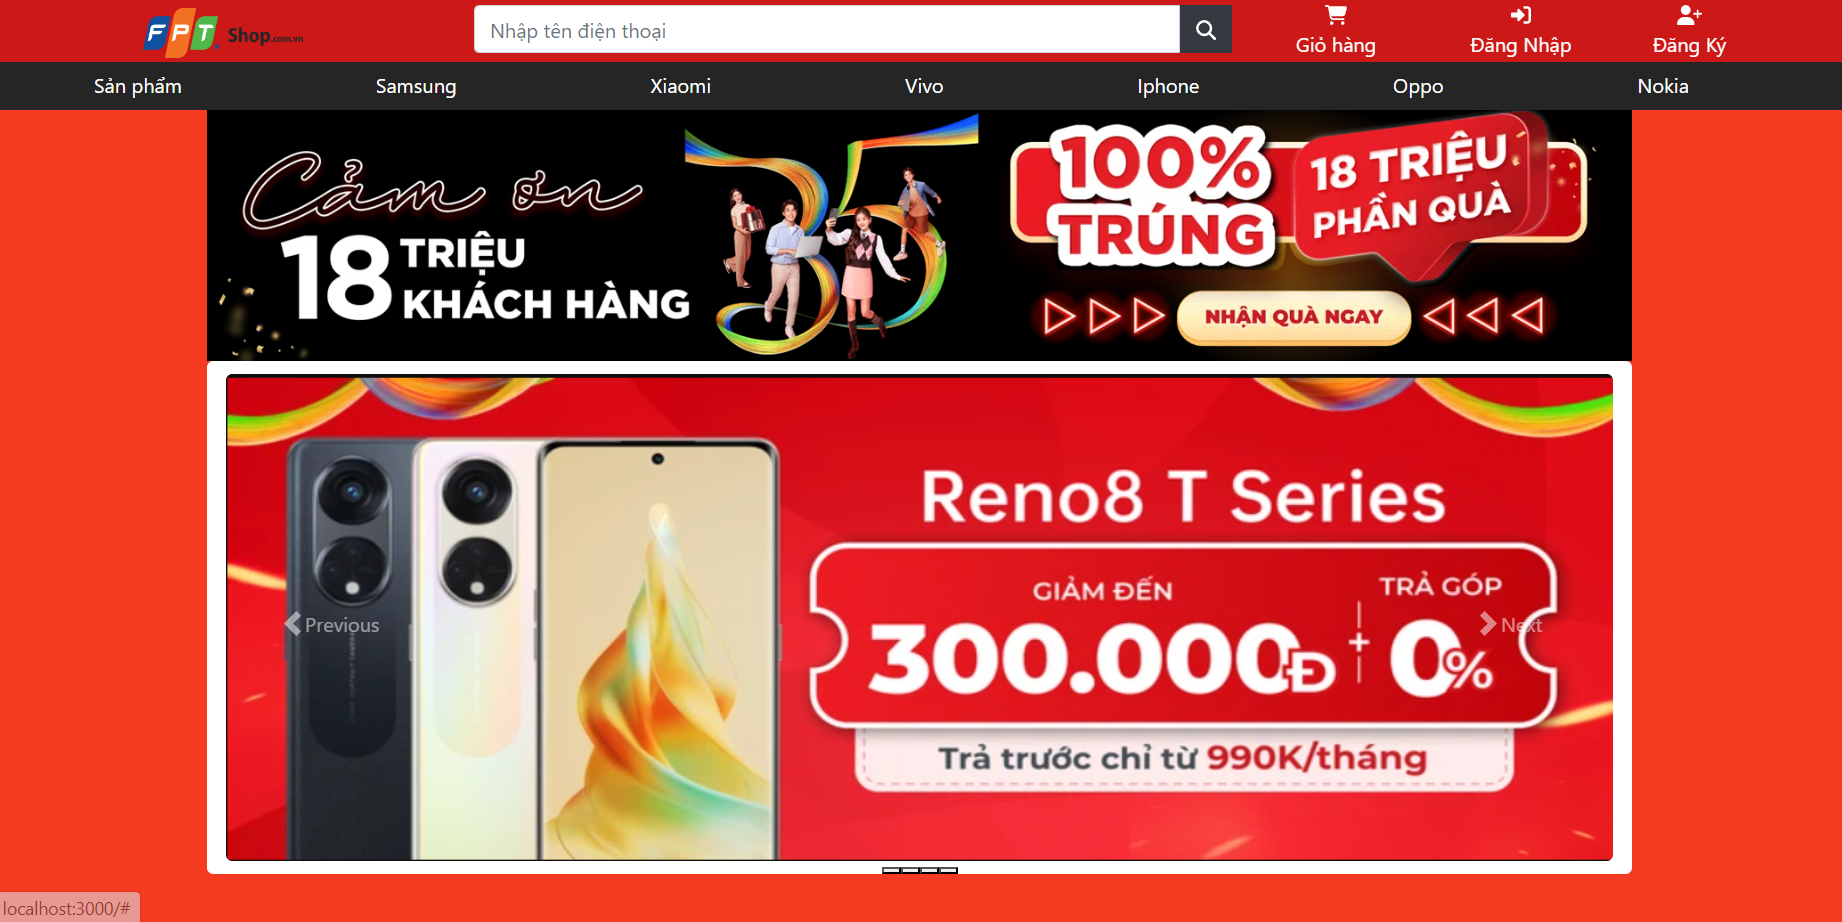 FPT Shop.com.vn
Nhập tên điện thoại
Giỏ hàng
Đăng Nhập
Đăng Ký
Sản phẩm
Samsung
Xiaomi
Vivo
Iphone
Oppo
Nokia
Cảm ơn
18 TRIỆU
KHÁCH HÀNG
35
100%
TRÚNG
18 TRIỆU
PHẦN QUÀ
NHẬN QUÀ NGAY
Reno8 T Series
GIẢM ĐẾN
300.000Đ
+
TRẢ GÓP
0%
Trả trước chỉ từ 990K/tháng
Previous
Next
localhost:3000/#